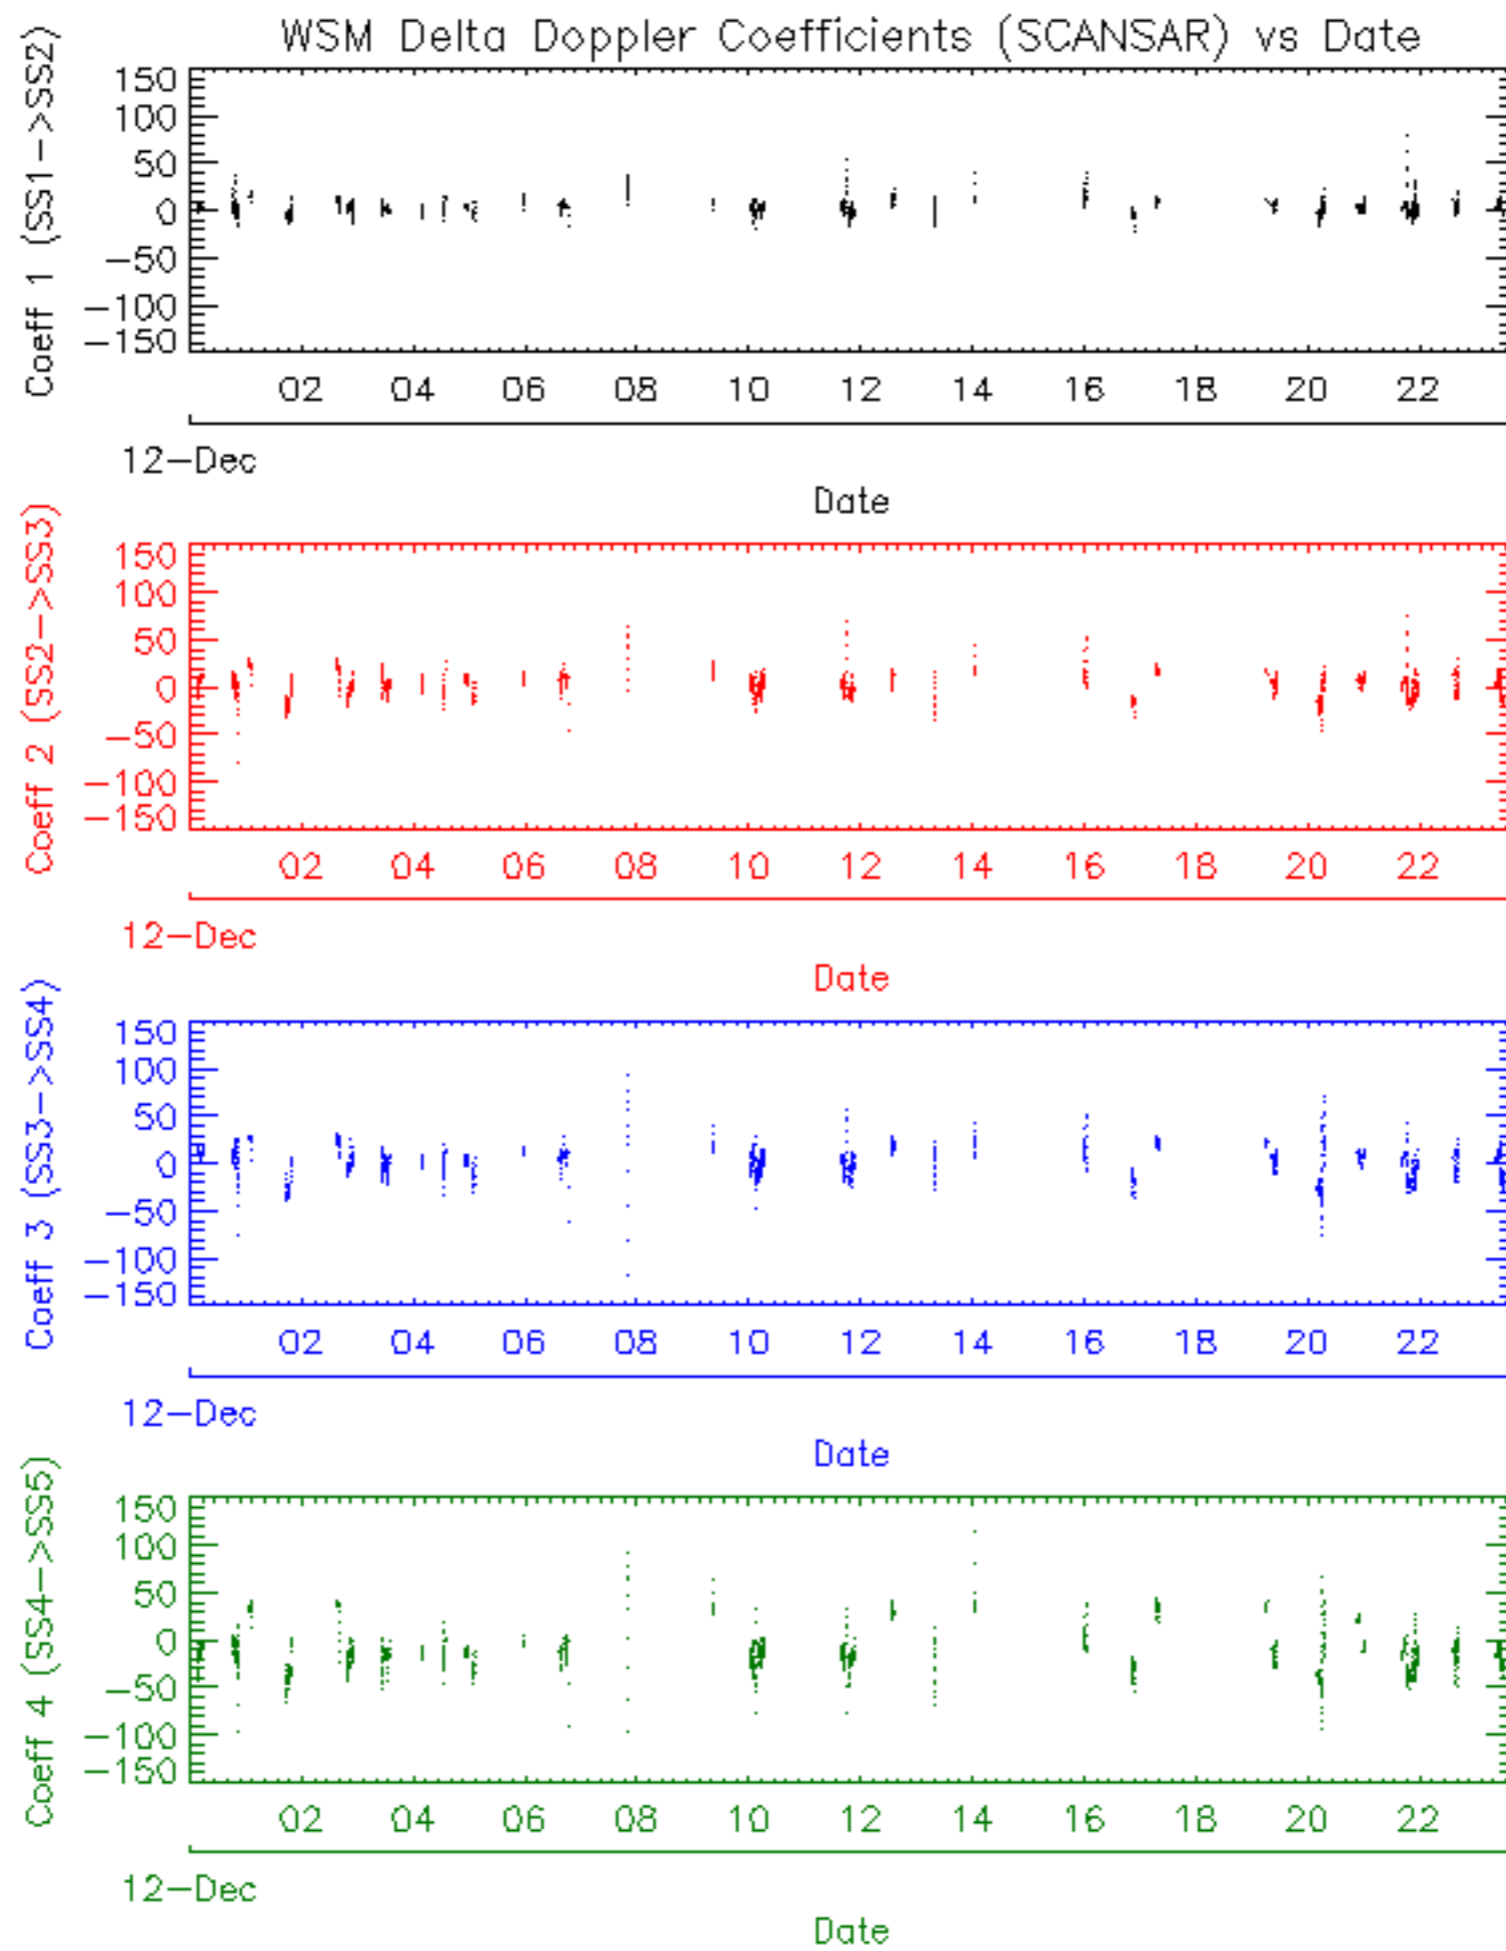 WSM Delta Doppler Coefficients (SCANSAR) vs Date
Coeff 1 (SS1->SS2)
150
100
50
0
-50
-100
-150
02 04 06 08 10 12 14 16 18 20 22
12-Dec
Date
Coeff 2 (SS2->SS3)
150
100
50
0
-50
-100
-150
02 04 06 08 10 12 14 16 18 20 22
12-Dec
Date
Coeff 3 (SS3->SS4)
150
100
50
0
-50
-100
-150
02 04 06 08 10 12 14 16 18 20 22
12-Dec
Date
Coeff 4 (SS4->SS5)
150
100
50
0
-50
-100
-150
02 04 06 08 10 12 14 16 18 20 22
12-Dec
Date